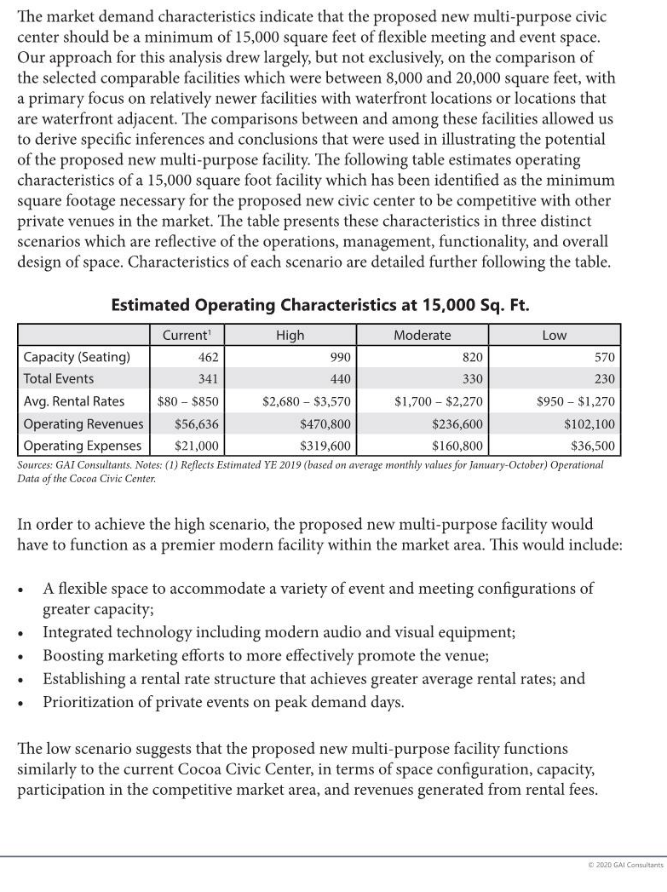 The market demand characteristics indicate that the proposed new multi-purpose civic
center should be a minimum of 15,000 square feet of flexible meeting and event space.
Our approach for this analysis drew largely, but not exclusively, on the comparison of
the selected comparable facilities which were between 8,000 and 20,000 square feet, with
a primary focus on relatively newer facilities with waterfront locations or locations that
are waterfront adjacent. The comparisons between and among these facilities allowed us
to derive specific inferences and conclusions that were used in illustrating the potential
of the proposed new multi-purpose facility. The following table estimates operating
characteristics of a 15,000 square foot facility which has been identified as the minimum
square footage necessary for the proposed new civic center to be competitive with other
private venues in the market. The table presents these characteristics in three distinct
scenarios which are reflective of the operations, management, functionality, and overall
design of space. Characteristics of each scenario are detailed further following the table.
Estimated Operating Characteristics at 15,000 Sq. Ft.
Current¹ High Moderate Low
Capacity (Seating) 462 990 820 570
Total Events 341 440 330 230
Avg. Rental Rates $80 – $850 $2,680 – $3,570 $1,700 – $2,270 $950 – $1,270
Operating Revenues $56,636 $470,800 $236,600 $102,100
Operating Expenses $21,000 $319,600 $160,800 $36,500
Sources: GAI Consultants. Notes: (1) Reflects Estimated YE 2019 (based on average monthly values for January-October) Operational
Data of the Cocoa Civic Center.
In order to achieve the high scenario, the proposed new multi-purpose facility would
have to function as a premier modern facility within the market area. This would include:
• A flexible space to accommodate a variety of event and meeting configurations of
greater capacity;
• Integrated technology including modern audio and visual equipment;
• Boosting marketing efforts to more effectively promote the venue;
• Establishing a rental rate structure that achieves greater average rental rates; and
• Prioritization of private events on peak demand days.
The low scenario suggests that the proposed new multi-purpose facility functions
similarly to the current Cocoa Civic Center, in terms of space configuration, capacity,
participation in the competitive market area, and revenues generated from rental fees.
© 2020 GAI Consultants